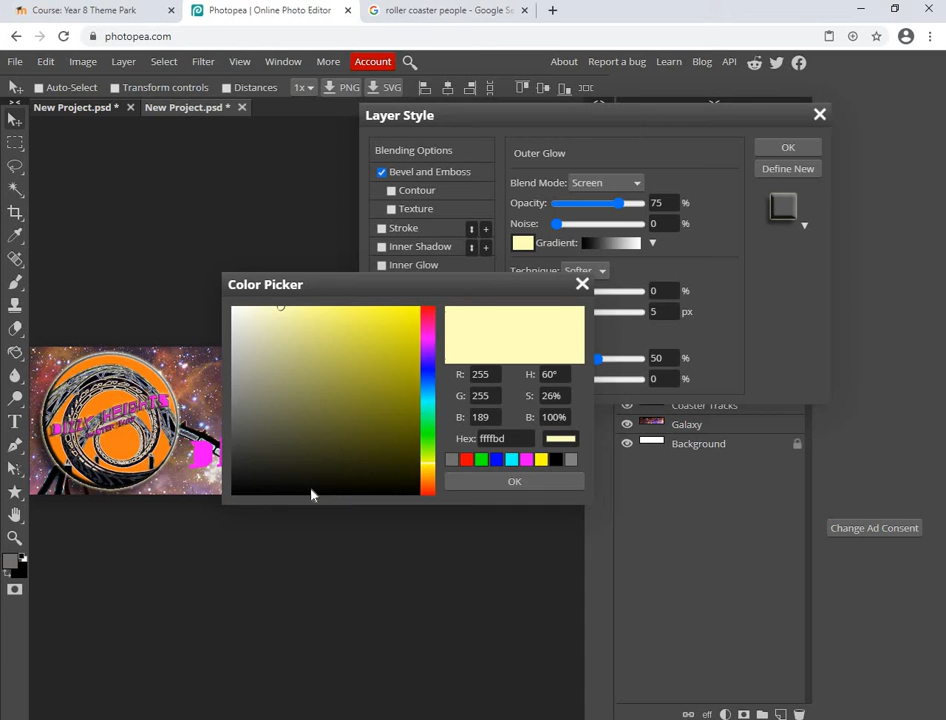 Course: Year 8 Theme Park
Photopea | Online Photo Editor
roller coaster people - Google Se
photopea.com
File Edit Image Layer Select Filter View Window More Account
About Report a bug Learn Blog API
Auto-Select Transform controls Distances 1x PNG SVG
New Project.psd * New Project.psd *
Layer Style
Blending Options
Bevel and Emboss
Contour
Texture
Stroke
Inner Shadow
Inner Glow
Outer Glow
Blend Mode: Screen
Opacity: 75 %
Noise: 0 %
Gradient:
Technique: Softer
0 %
5 px
50 %
0 %
OK
Define New
Color Picker
R: 255 H: 60°
G: 255 S: 26%
B: 189 B: 100%
Hex: ffffbd
OK
DIZZY HEIGHTS
Coaster Tracks
Galaxy
Background
Change Ad Consent
eff